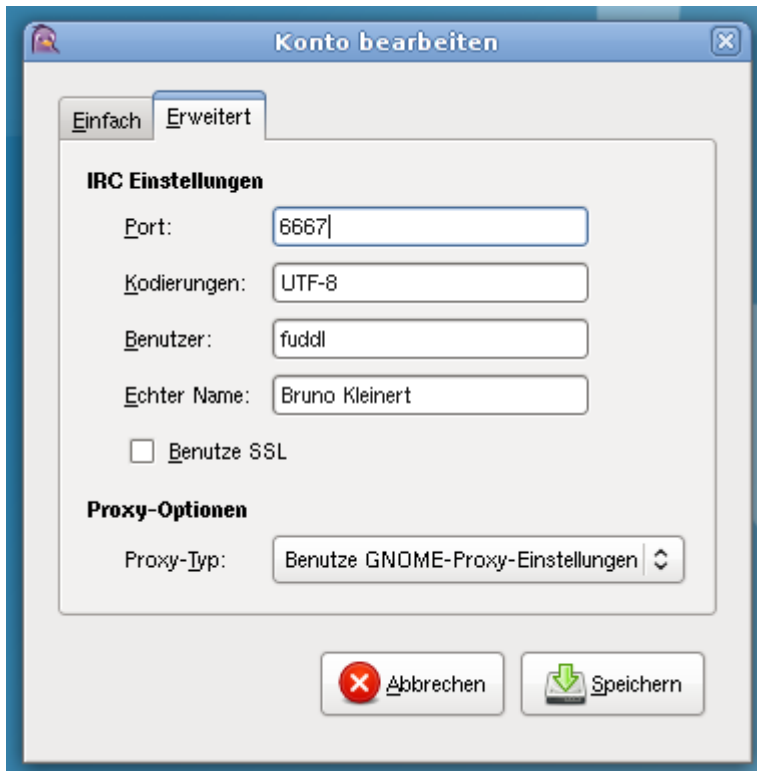 Konto bearbeiten
Einfach
Erweitert
IRC Einstellungen
Port: 6667
Kodierungen: UTF-8
Benutzer: fuddl
Echter Name: Bruno Kleinert
Benutze SSL
Proxy-Optionen
Proxy-Typ: Benutze GNOME-Proxy-Einstellungen
Abbrechen
Speichern